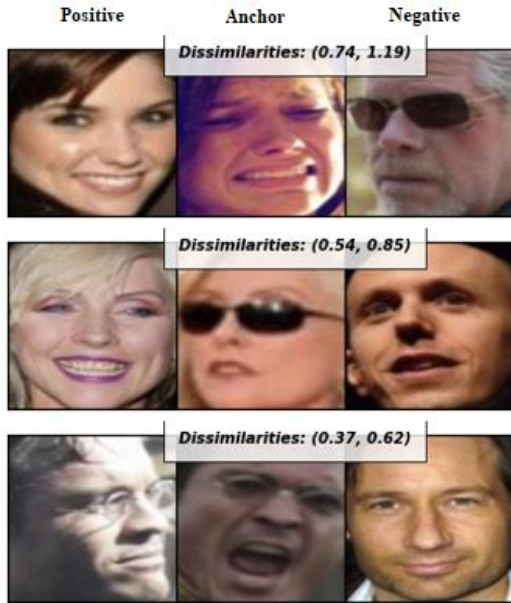 Positive Anchor Negative
Dissimilarities: (0.74, 1.19)
Dissimilarities: (0.54, 0.85)
Dissimilarities: (0.37, 0.62)